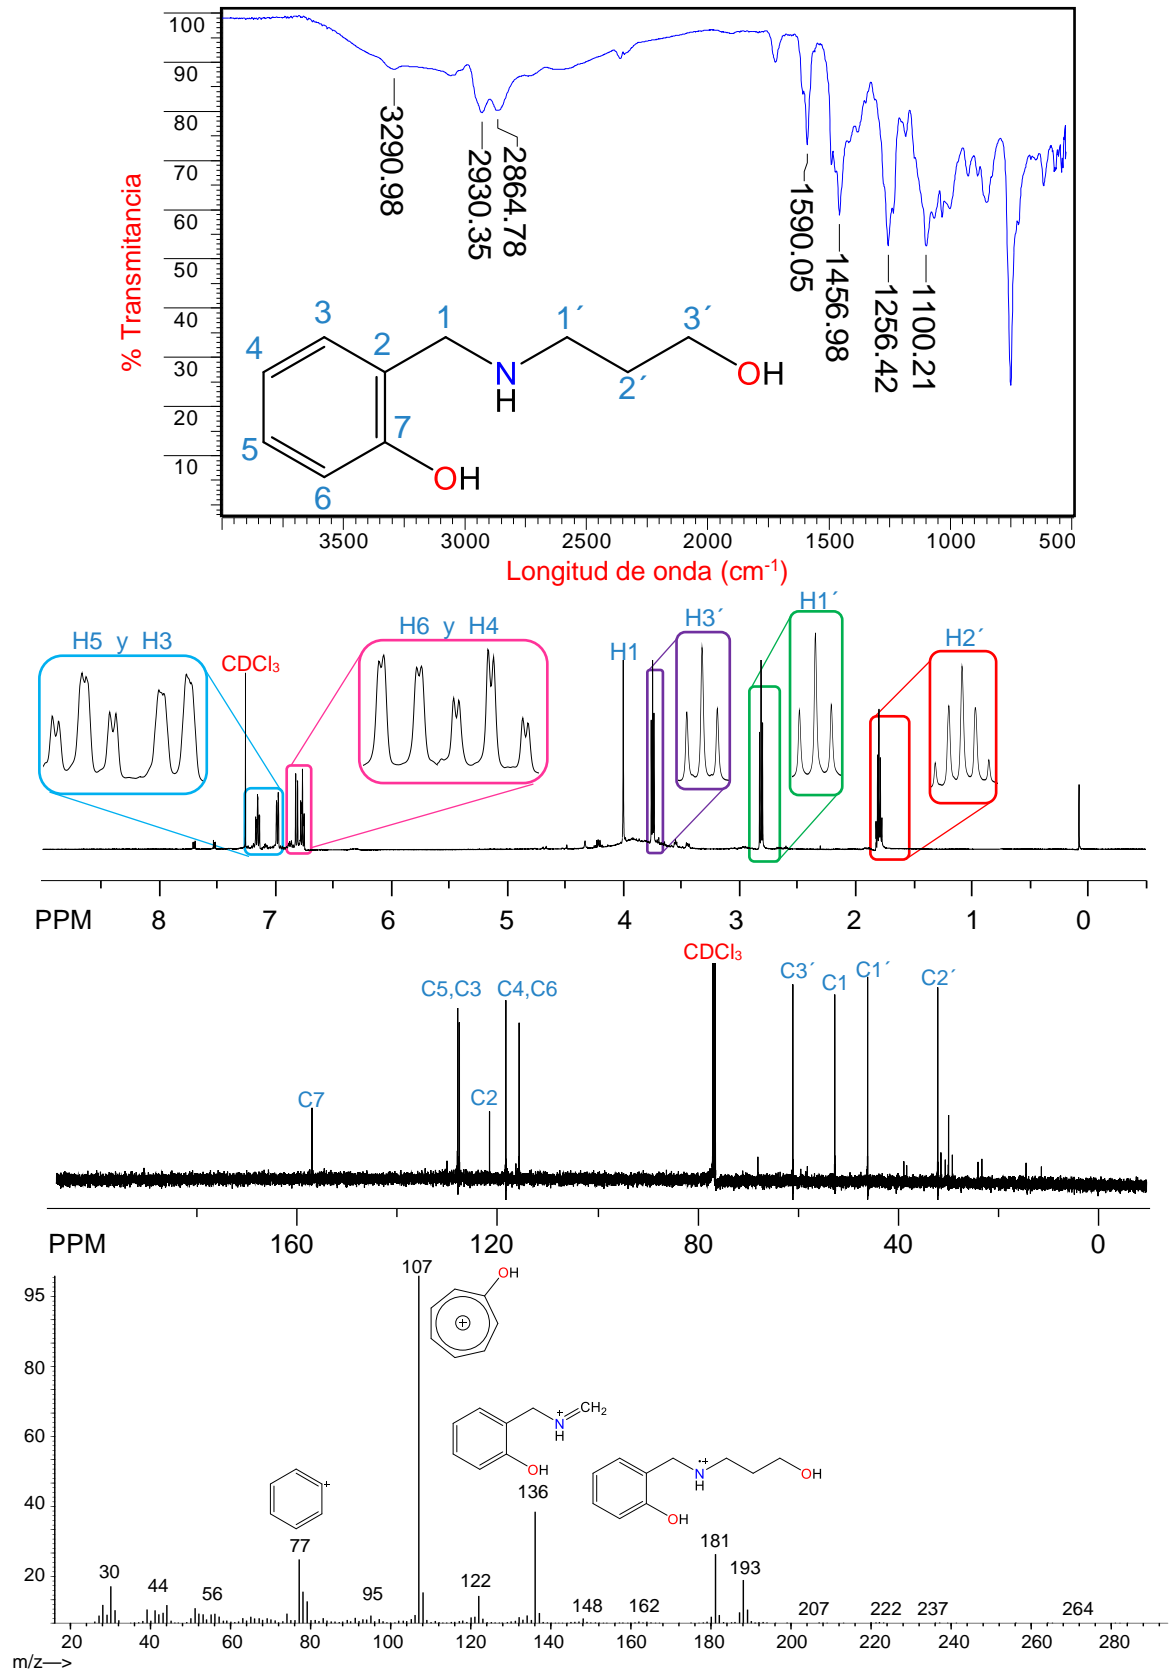 100
90
80
70
60
50
40
30
20
10
% Transmitancia
3290.98
2930.35
2864.78
1590.05
1456.98
1256.42
1100.21
3
4
2
1
1´
3´
N
H
2´
OH
5
7
6
OH
3500
3000
2500
2000
1500
1000
500
Longitud de onda (cm-1)
H5 y H3
CDCl3
H6 y H4
H1
H3´
H1´
H2´
PPM
8
7
6
5
4
3
2
1
0
C7
C5,C3
C2
C4,C6
CDCl3
C3´
C1
C1´
C2´
PPM
160
120
80
40
0
95
80
60
40
20
107
OH
+
+
N
H
CH2
OH
136
+
77
·+
N
H
OH
OH
181
193
30
44
56
95
122
148
162
207
222
237
264
20
40
60
80
100
120
140
160
180
200
220
240
260
280
m/z—>